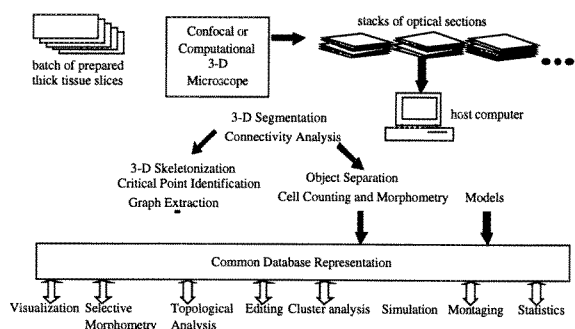 Confocal or
Computational
3-D
Microscope
stacks of optical sections
batch of prepared
thick tissue slices
host computer
3-D Segmentation
Connectivity Analysis
3-D Skeletonization
Critical Point Identification
Graph Extraction
Object Separation
Cell Counting and Morphometry
Models
Common Database Representation
Visualization
Selective
Morphometry
Topological
Analysis
Editing
Cluster analysis
Simulation
Montaging
Statistics